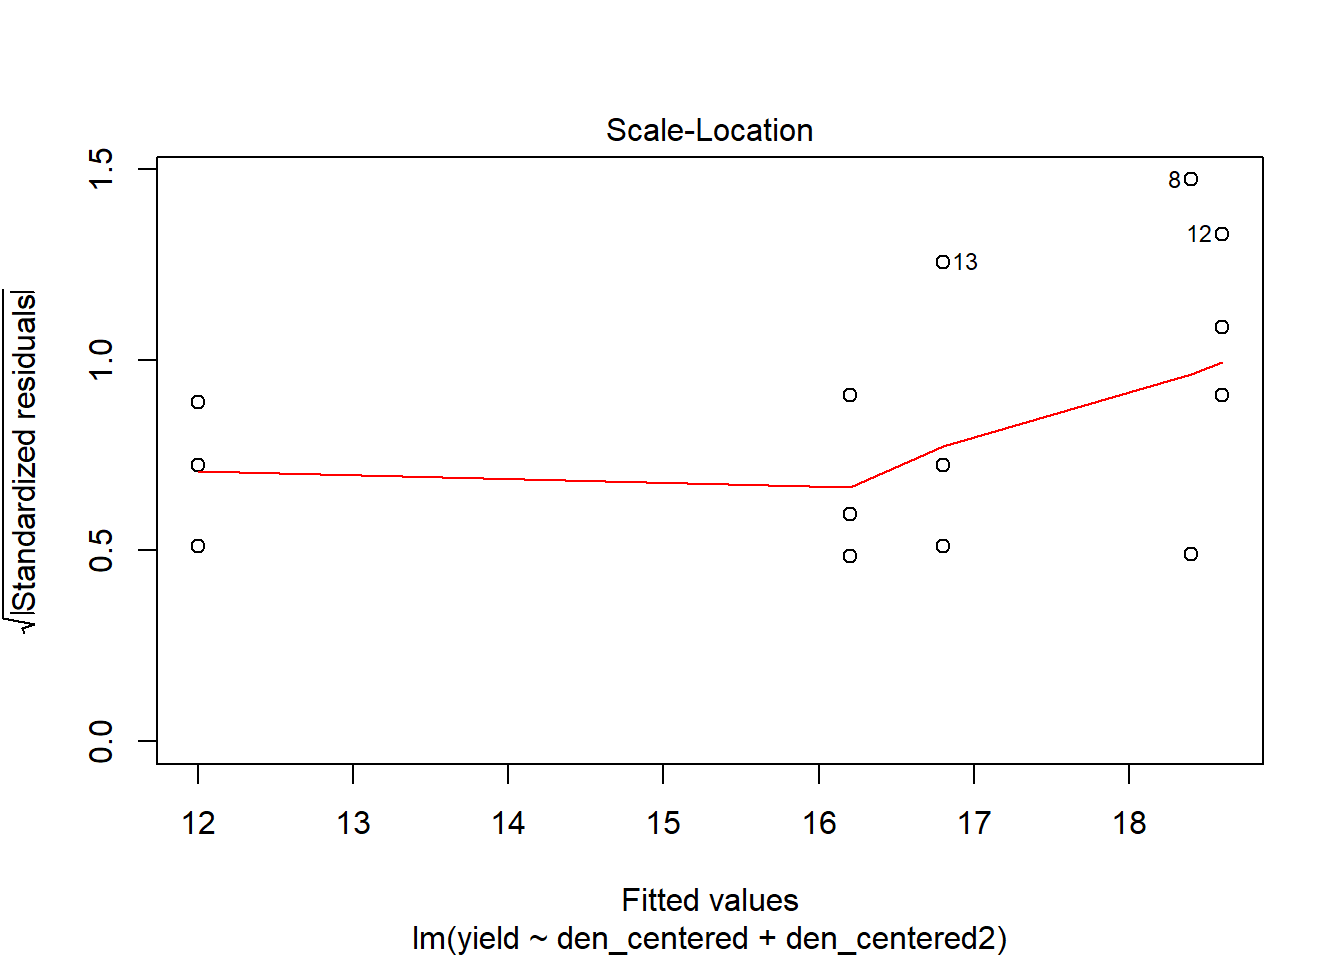 Scale-Location
√|Standardized residuals|
1.5
1.0
0.5
0.0
8
12
13
12 13 14 15 16 17 18
Fitted values
lm(yield ~ den_centered + den_centered2)